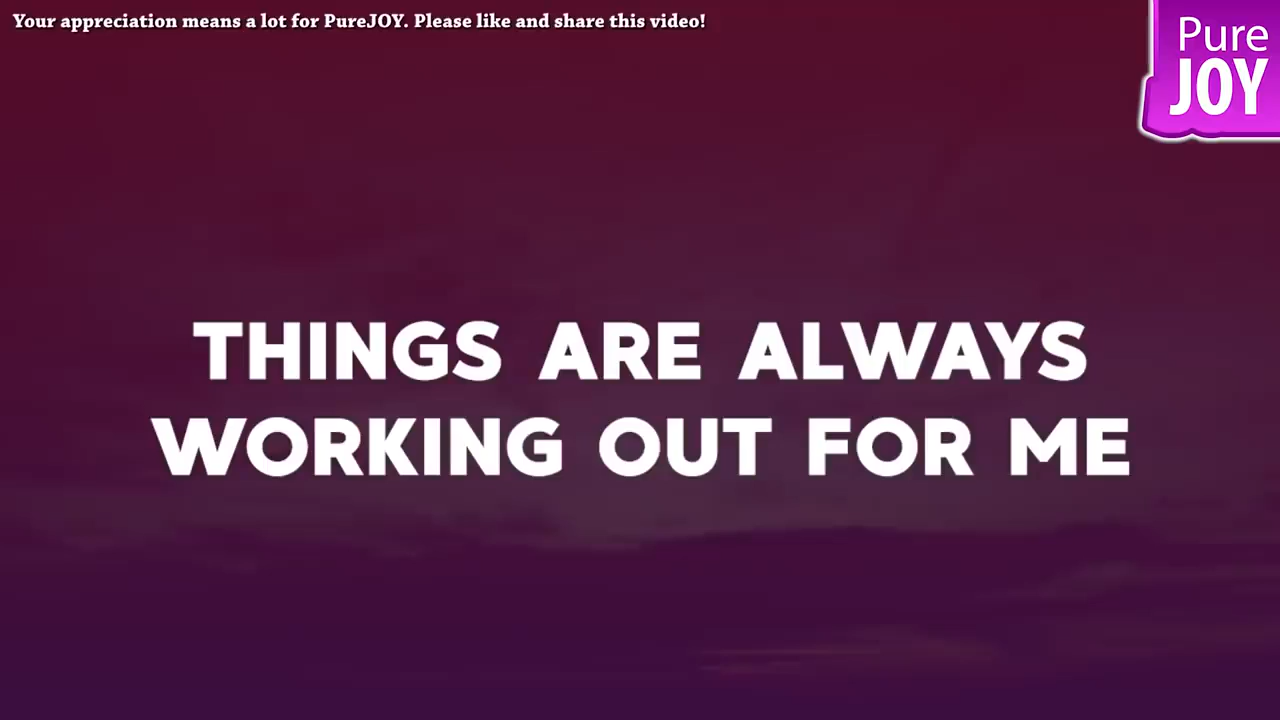 Your appreciation means a lot for PureJOY. Please like and share this video!
Pure
JOY
THINGS ARE ALWAYS
WORKING OUT FOR ME